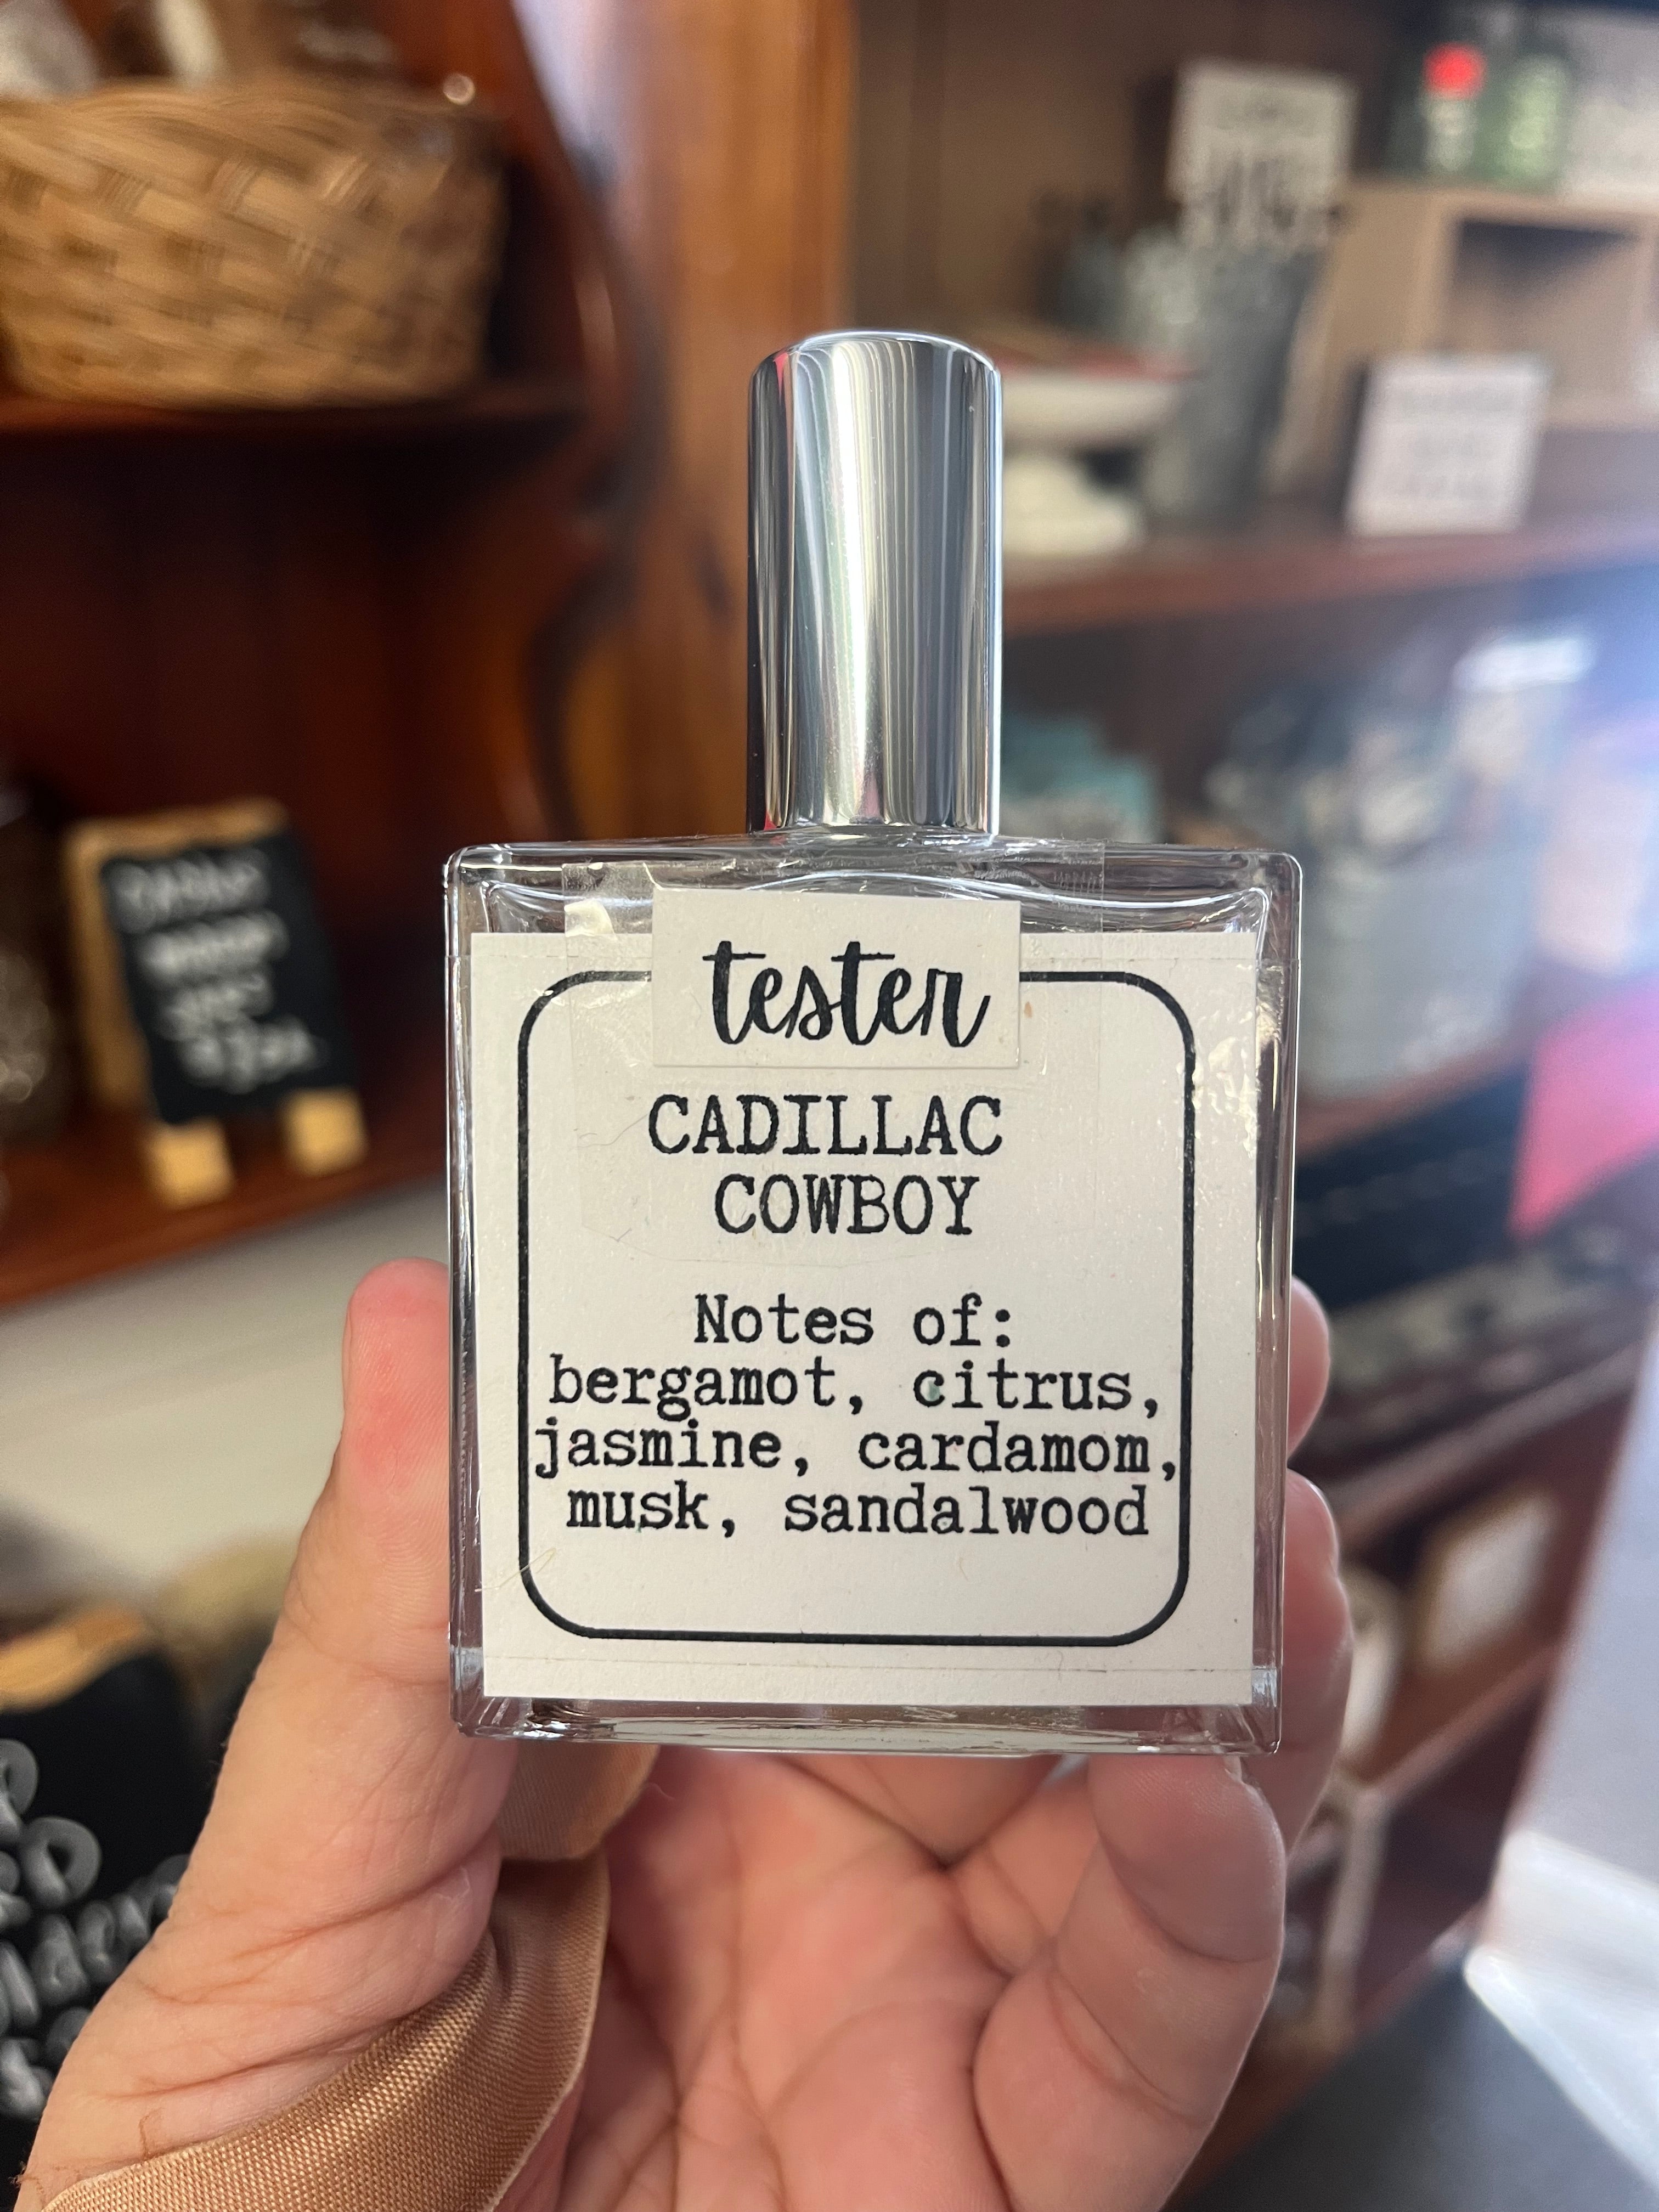 tester
CADILLAC
COWBOY
Notes of:
bergamot, citrus,
jasmine, cardamom,
musk, sandalwood